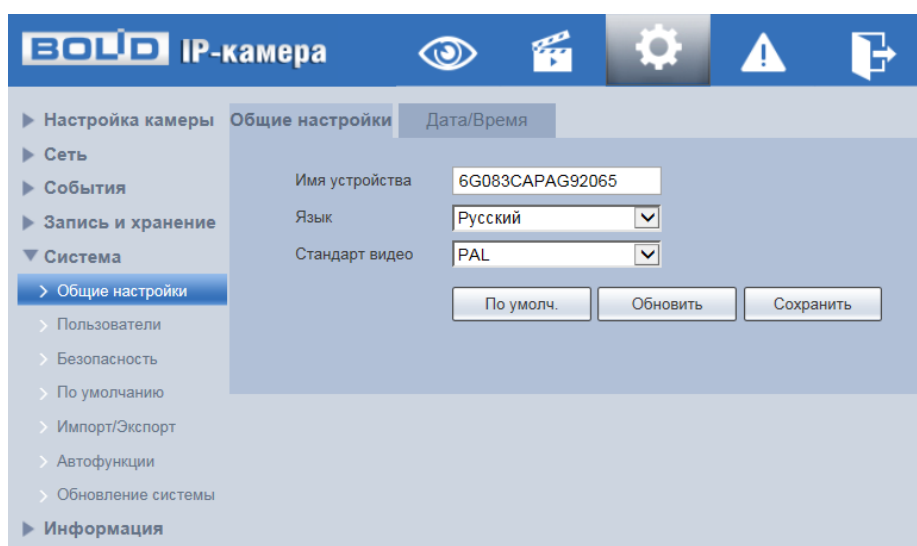 BOLID IP-камера
Настройка камеры
Сеть
События
Запись и хранение
Система
Общие настройки
Пользователи
Безопасность
По умолчанию
Импорт/Экспорт
Автофункции
Обновление системы
Информация
Общие настройки Дата/Время
Имя устройства 6G083CAPAG92065
Язык Русский
Стандарт видео PAL
По умолч. Обновить Сохранить